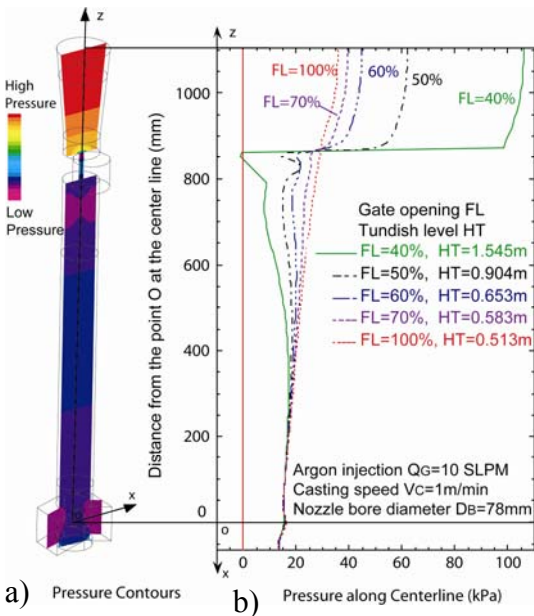 z
High
Pressure
Low
Pressure
x
a)
Pressure Contours
z
Distance from the point O at the center line (mm)
1000
800
600
400
200
0
o
x
FL=100%
FL=70%
60%
50%
FL=40%
Gate opening FL
Tundish level HT
FL=40%, HT=1.545m
FL=50%, HT=0.904m
FL=60%, HT=0.653m
FL=70%, HT=0.583m
FL=100%, HT=0.513m
Argon injection QG=10 SLPM
Casting speed VC=1m/min
Nozzle bore diameter DB=78mm
0 20 40 60 80 100
b)
Pressure along Centerline (kPa)